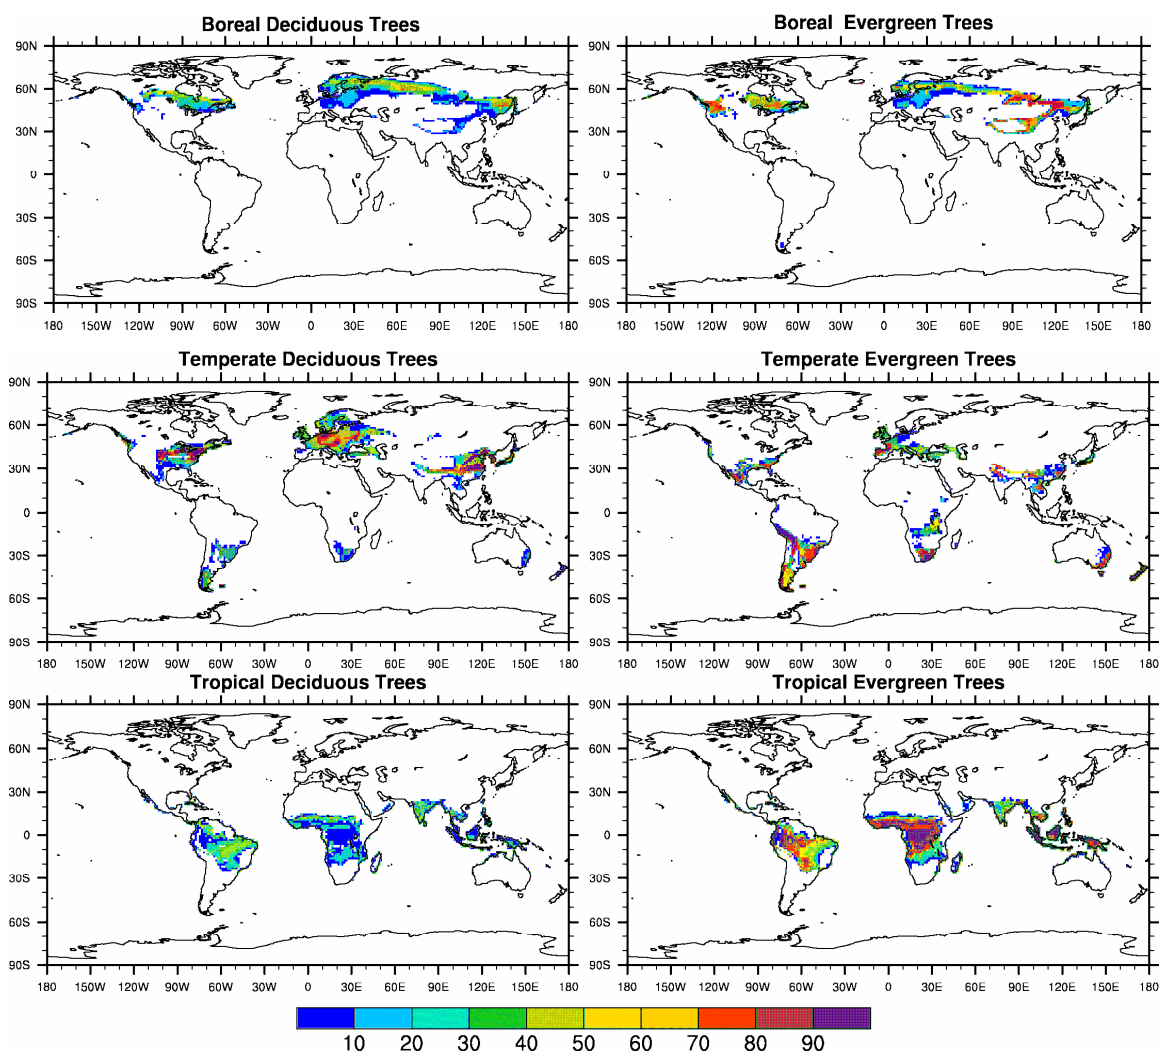 Boreal Deciduous Trees
Boreal Evergreen Trees
90N
60N
30N
0
30S
60S
90S
180 150W 120W 90W 60W 30W 0 30E 60E 90E 120E 150E 180
90N
60N
30N
0
30S
60S
90S
180 150W 120W 90W 60W 30W 0 30E 60E 90E 120E 150E 180
Temperate Deciduous Trees
Temperate Evergreen Trees
90N
60N
30N
0
30S
60S
90S
180 150W 120W 90W 60W 30W 0 30E 60E 90E 120E 150E 180
90N
60N
30N
0
30S
60S
90S
180 150W 120W 90W 60W 30W 0 30E 60E 90E 120E 150E 180
Tropical Deciduous Trees
Tropical Evergreen Trees
90N
60N
30N
0
30S
60S
90S
180 150W 120W 90W 60W 30W 0 30E 60E 90E 120E 150E 180
90N
60N
30N
0
30S
60S
90S
180 150W 120W 90W 60W 30W 0 30E 60E 90E 120E 150E 180
10 20 30 40 50 60 70 80 90